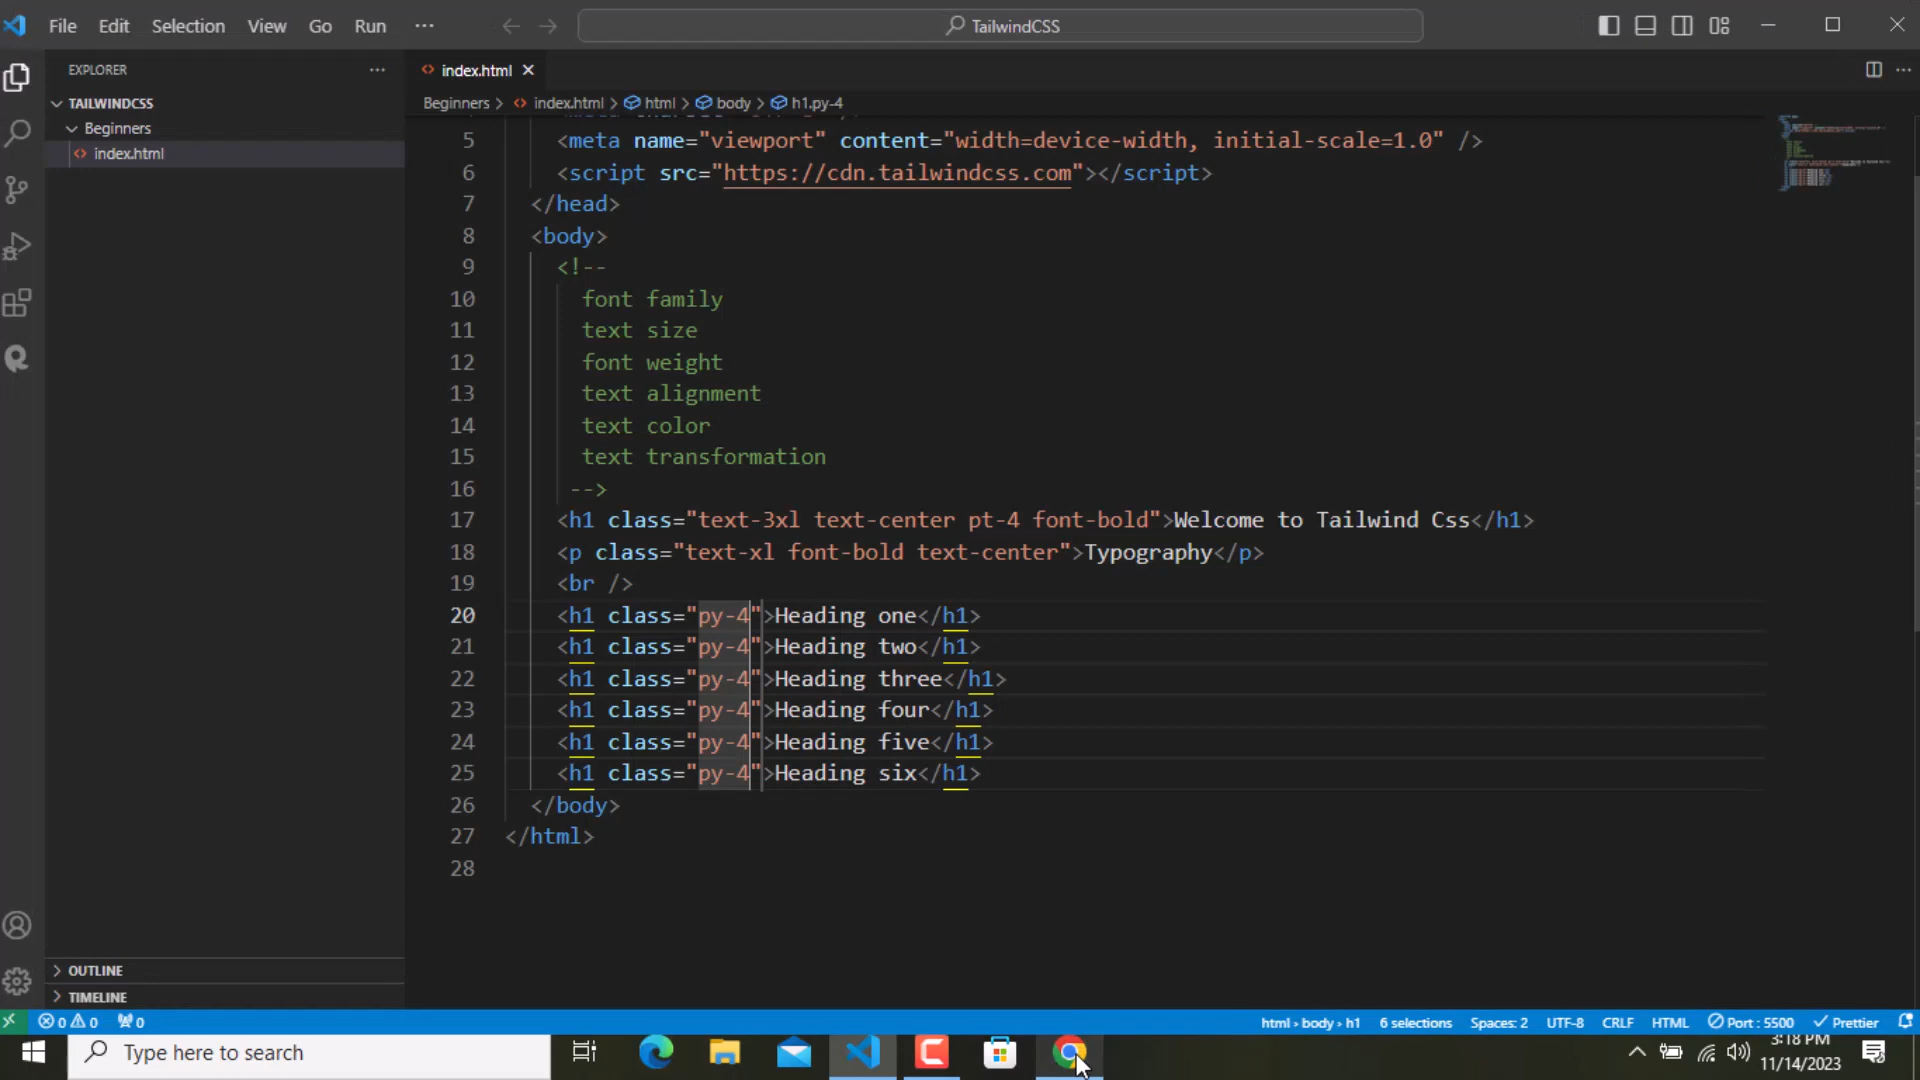 File Edit Selection View Go Run ··· TailwindCSS
EXPLORER ···
TAILWINDCSS
Beginners
index.html
OUTLINE
TIMELINE
index.html
Beginners > index.html > html > body > h1.py-4
5 <meta name="viewport" content="width=device-width, initial-scale=1.0" />
6 <script src="https://cdn.tailwindcss.com"></script>
7 </head>
8 <body>
9 <!--
10 font family
11 text size
12 font weight
13 text alignment
14 text color
15 text transformation
16 -->
17 <h1 class="text-3xl text-center pt-4 font-bold">Welcome to Tailwind Css</h1>
18 <p class="text-xl font-bold text-center">Typography</p>
19 <br />
20 <h1 class="py-4">Heading one</h1>
21 <h1 class="py-4">Heading two</h1>
22 <h1 class="py-4">Heading three</h1>
23 <h1 class="py-4">Heading four</h1>
24 <h1 class="py-4">Heading five</h1>
25 <h1 class="py-4">Heading six</h1>
26 </body>
27 </html>
28
0 0 0 html > body > h1 6 selections Spaces: 2 UTF-8 CRLF HTML Port : 5500 Prettier
Type here to search
3:18 PM
11/14/2023